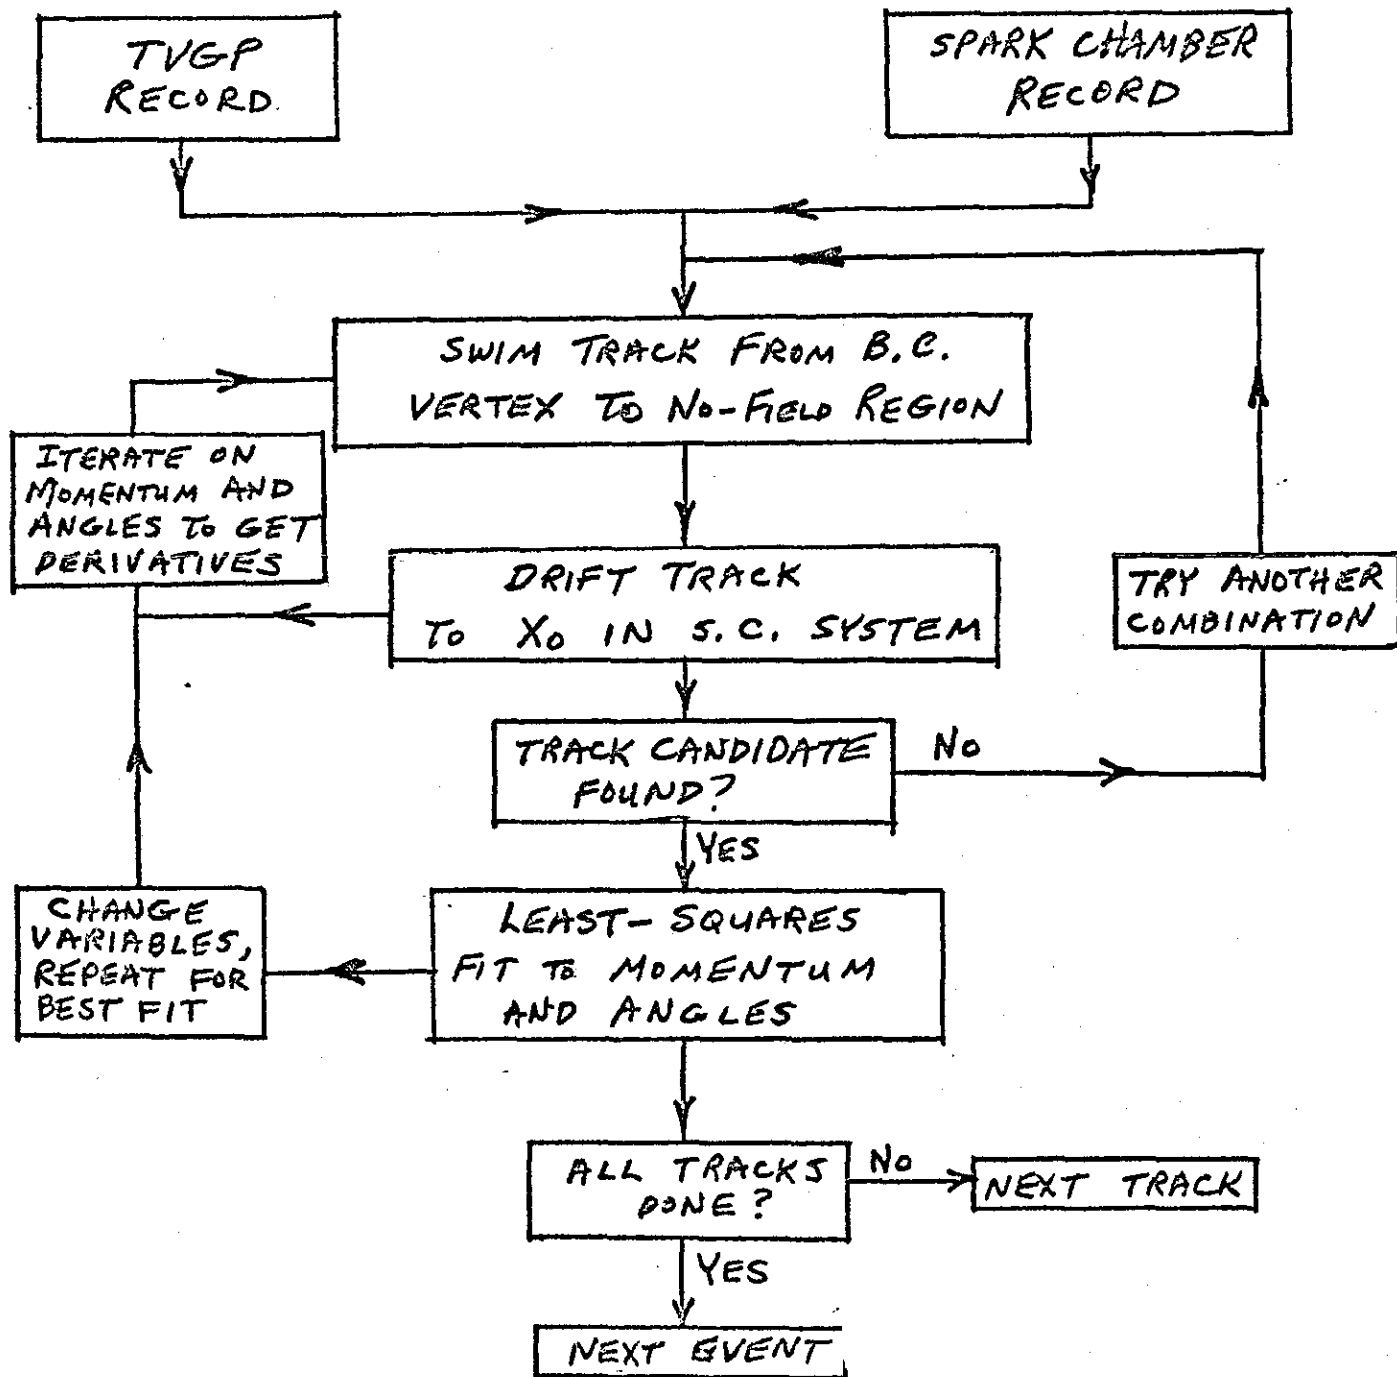 TVGP
RECORD
SPARK CHAMBER
RECORD
SWIM TRACK FROM B.C.
VERTEX TO NO-FIELD REGION
ITERATE ON
MOMENTUM AND
ANGLES TO GET
DERIVATIVES
DRIFT TRACK
TO X0 IN S.C. SYSTEM
TRY ANOTHER
COMBINATION
TRACK CANDIDATE
FOUND?
NO
YES
CHANGE
VARIABLES,
REPEAT FOR
BEST FIT
LEAST-SQUARES
FIT TO MOMENTUM
AND ANGLES
ALL TRACKS
DONE?
NO
NEXT TRACK
YES
NEXT EVENT